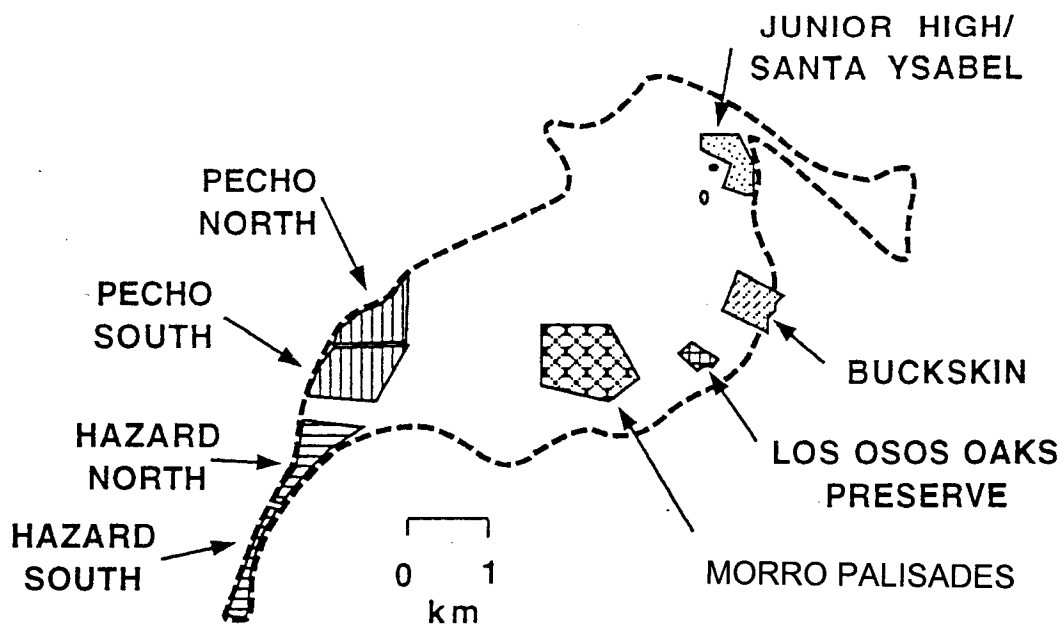 JUNIOR HIGH/
SANTA YSABEL
PECHO
NORTH
PECHO
SOUTH
BUCKSKIN
HAZARD
NORTH
LOS OSOS OAKS
PRESERVE
HAZARD
SOUTH
MORRO PALISADES
0 1
km